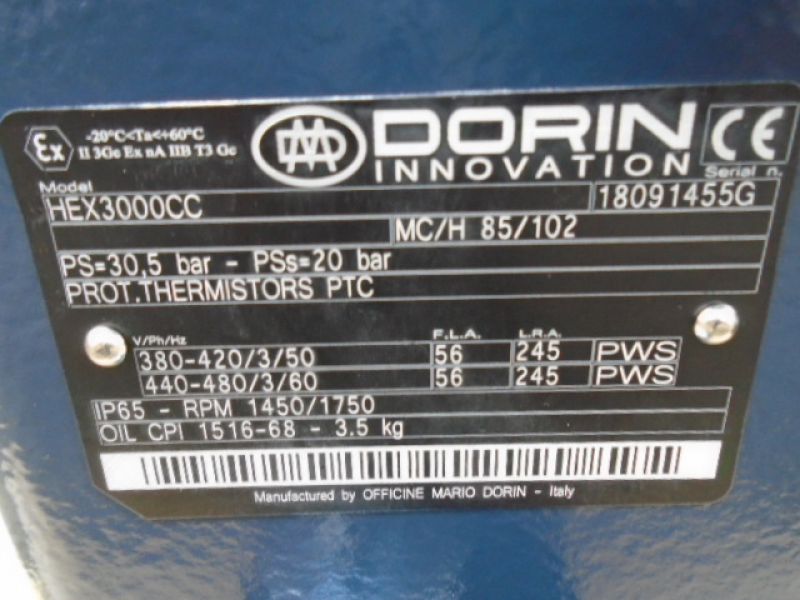 Ex
-20°C<Ta<+60°C
II 3Gc Ex nA IIB T3 Gc
MD
DORIN
INNOVATION
CE
Model
Serial n.
HEX3000CC
18091455G
MC/H 85/102
PS=30,5 bar - PSs=20 bar
PROT.THERMISTORS PTC
V/Ph/Hz F.L.A. L.R.A.
380-420/3/50 56 245 PWS
440-480/3/60 56 245 PWS
IP65 - RPM 1450/1750
OIL CPI 1516-68 - 3.5 kg
Manufactured by OFFICINE MARIO DORIN - Italy